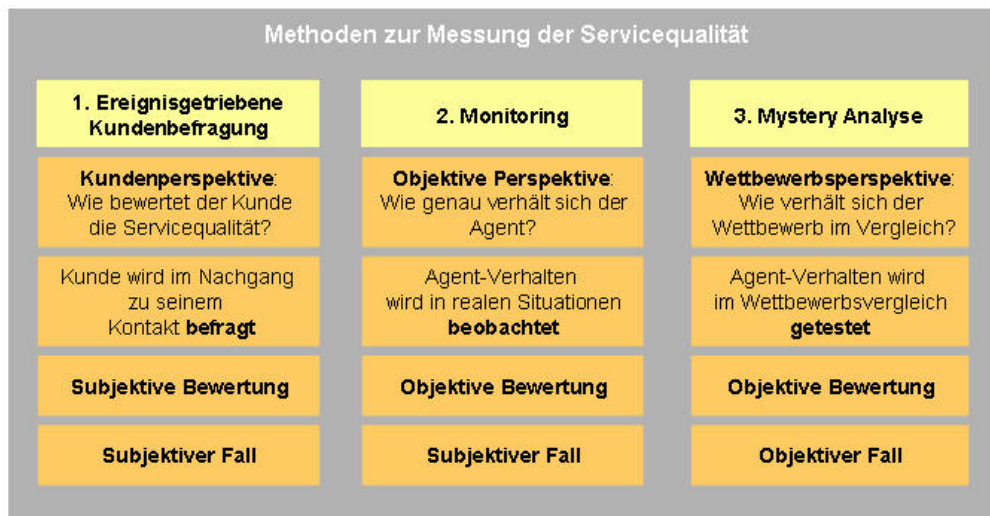 Methoden zur Messung der Servicequalität
1. Ereignisgetriebene
Kundenbefragung
Kundenperspektive:
Wie bewertet der Kunde
die Servicequalität?
Kunde wird im Nachgang
zu seinem
Kontakt befragt
Subjektive Bewertung
Subjektiver Fall
2. Monitoring
Objektive Perspektive:
Wie genau verhält sich der
Agent?
Agent-Verhalten
wird in realen Situationen
beobachtet
Objektive Bewertung
Subjektiver Fall
3. Mystery Analyse
Wettbewerbsperspektive:
Wie verhält sich der
Wettbewerb im Vergleich?
Agent-Verhalten wird
im Wettbewerbsvergleich
getestet
Objektive Bewertung
Objektiver Fall